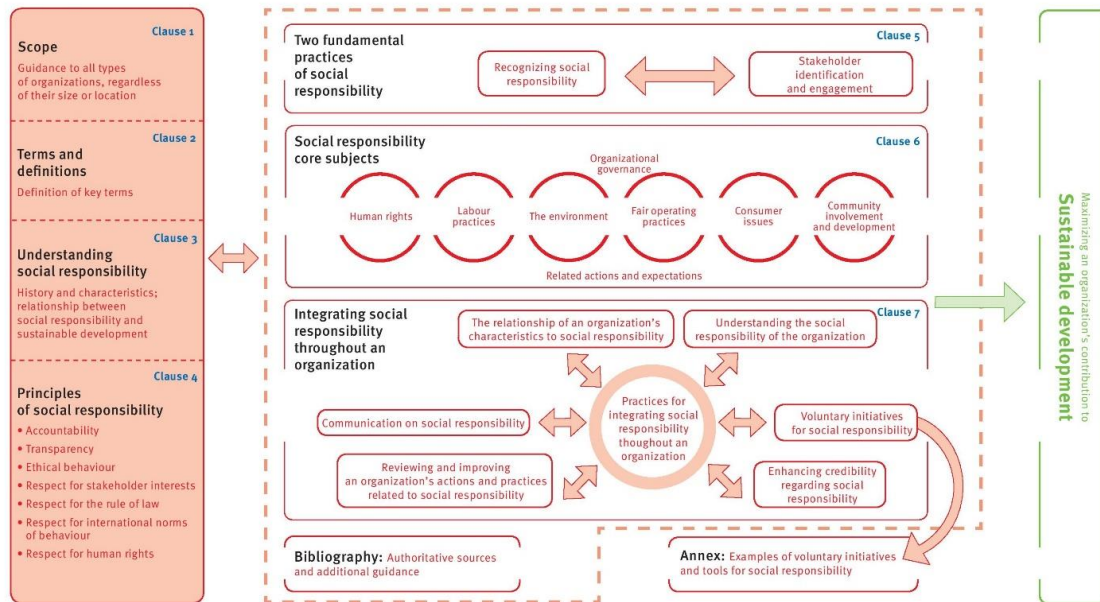 Clause 1
Scope
Guidance to all types
of organizations, regardless
of their size or location
Clause 2
Terms and
definitions
Definition of key terms
Clause 3
Understanding
social responsibility
History and characteristics;
relationship between
social responsibility and
sustainable development
Clause 4
Principles
of social responsibility
• Accountability
• Transparency
• Ethical behaviour
• Respect for stakeholder interests
• Respect for the rule of law
• Respect for international norms
of behaviour
• Respect for human rights
Two fundamental
practices
of social
responsibility
Clause 5
Recognizing social
responsibility
Stakeholder
identification
and engagement
Social responsibility
core subjects
Clause 6
Organizational
governance
Human rights
Labour
practices
The environment
Fair operating
practices
Consumer
issues
Community
involvement
and development
Related actions and expectations
Integrating social
responsibility
throughout an
organization
Clause 7
The relationship of an organization's
characteristics to social responsibility
Understanding the social
responsibility of the organization
Practices for
integrating social
responsibility
thoughout an
organization
Communication on social responsibility
Voluntary initiatives
for social responsibility
Reviewing and improving
an organization's actions and practices
related to social responsibility
Enhancing credibility
regarding social
responsibility
Bibliography: Authoritative sources
and additional guidance
Annex: Examples of voluntary initiatives
and tools for social responsibility
Maximizing an organization's contribution to
Sustainable development